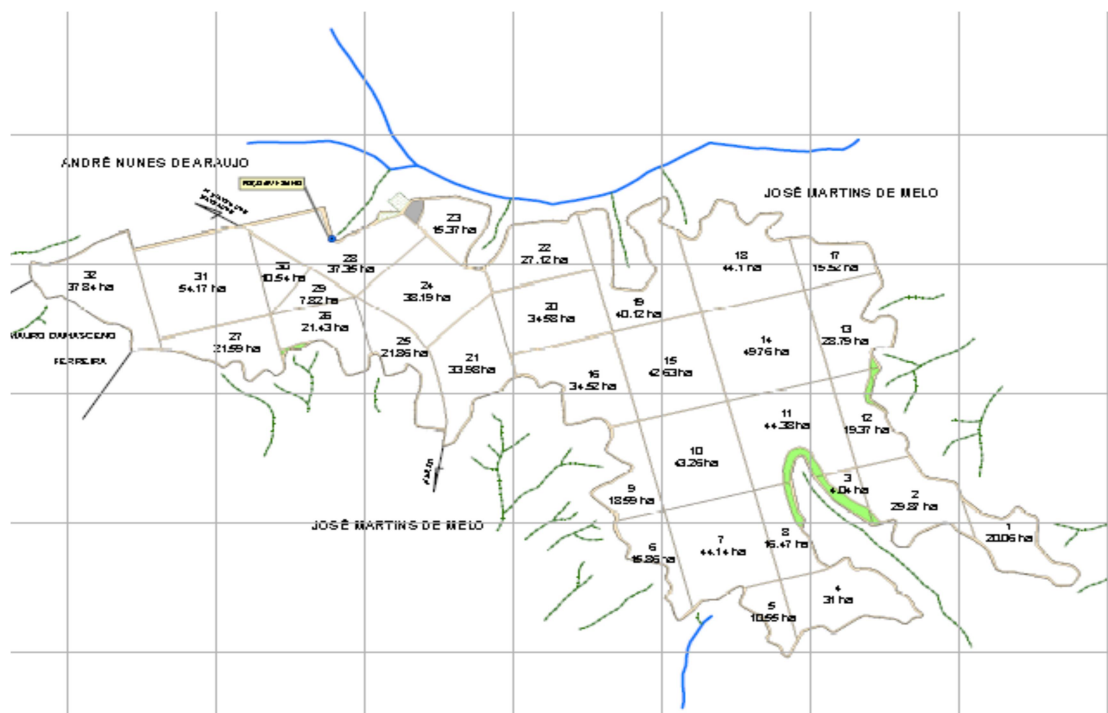 ANDRÊ NUNES DE ARAUJO
JOSÉ MARTINS DE MELO
23
15.37 ha
22
27.12 ha
18
44.1 ha
17
19.52 ha
32
37.84 ha
31
54.17 ha
30
10.54 ha
28
37.35 ha
29
7.82 ha
24
38.19 ha
20
34.58 ha
19
40.12 ha
26
21.43 ha
27
21.99 ha
MAURO DAMASCENO
FERREIRA
25
21.86 ha
21
33.98 ha
16
34.52 ha
15
42.63 ha
14
49.76 ha
13
28.79 ha
11
44.38 ha
12
19.37 ha
10
43.26 ha
9
18.59 ha
3
4.04 ha
2
29.87 ha
1
20.06 ha
JOSÉ MARTINS DE MELO
6
15.86 ha
7
44.14 ha
8
16.47 ha
5
10.55 ha
4
31 ha